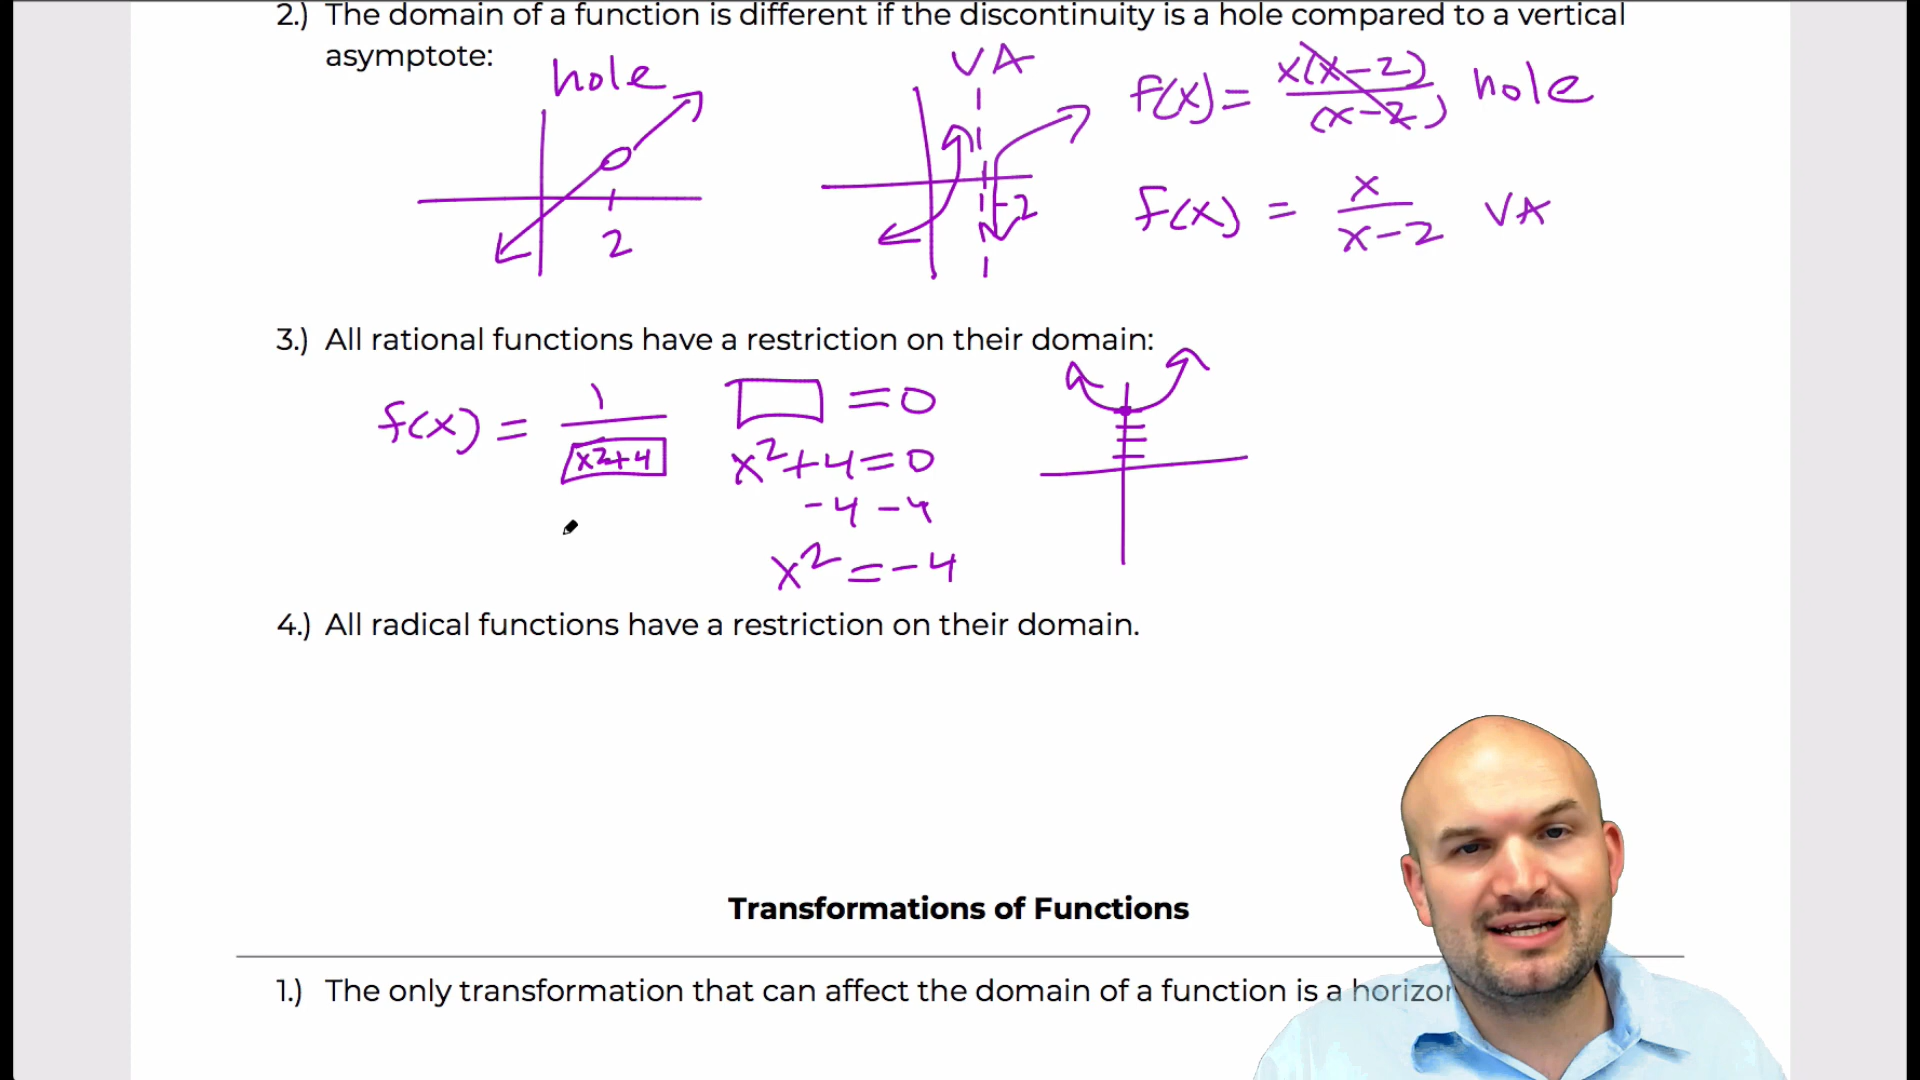 2.) The domain of a function is different if the discontinuity is a hole compared to a vertical
asymptote:
hole
VA
f(x) = x(x-2)/(x-2) hole
2
2
f(x) = x/x-2 VA
3.) All rational functions have a restriction on their domain:
f(x) = 1/x²+4
□ = 0
x²+4=0
-4 -4
x² = -4
4.) All radical functions have a restriction on their domain.
Transformations of Functions
1.) The only transformation that can affect the domain of a function is a horizon